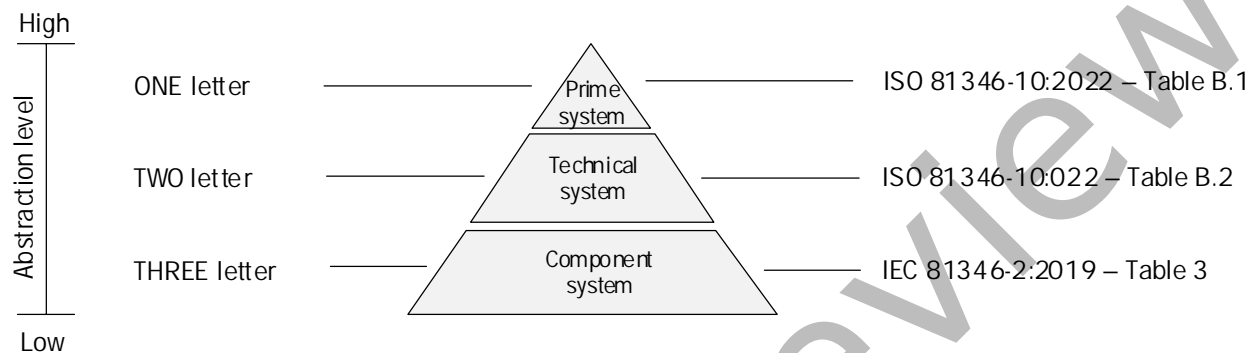 High
ONE letter
Prime
system
ISO 81346-10:2022 – Table B.1
Abstraction level
TWO letter
Technical
system
ISO 81346-10:022 – Table B.2
THREE letter
Component
system
IEC 81346-2:2019 – Table 3
Low
view